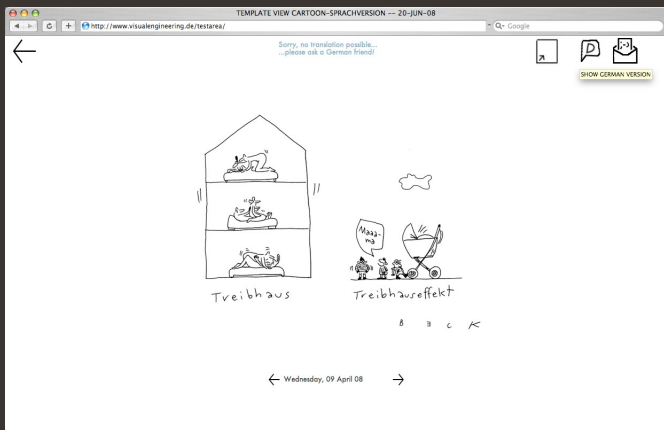 TEMPLATE VIEW CARTOON-SPRACHVERSION -- 20-JUN-08
http://www.visualengineering.de/testarea/
Google
Sorry, no translation possible...
...please ask a German friend!
D
;-)
SHOW GERMAN VERSION
Maaa-
ma
Treibhaus
Treibhauseffekt
BECK
Wednesday, 09 April 08